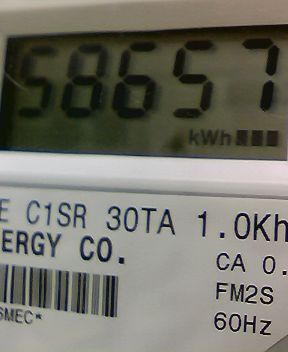 58657
kWh
E C1SR 30TA 1.0Kh
ERGY CO.
CA 0.
FM2S
60Hz
SMEC*